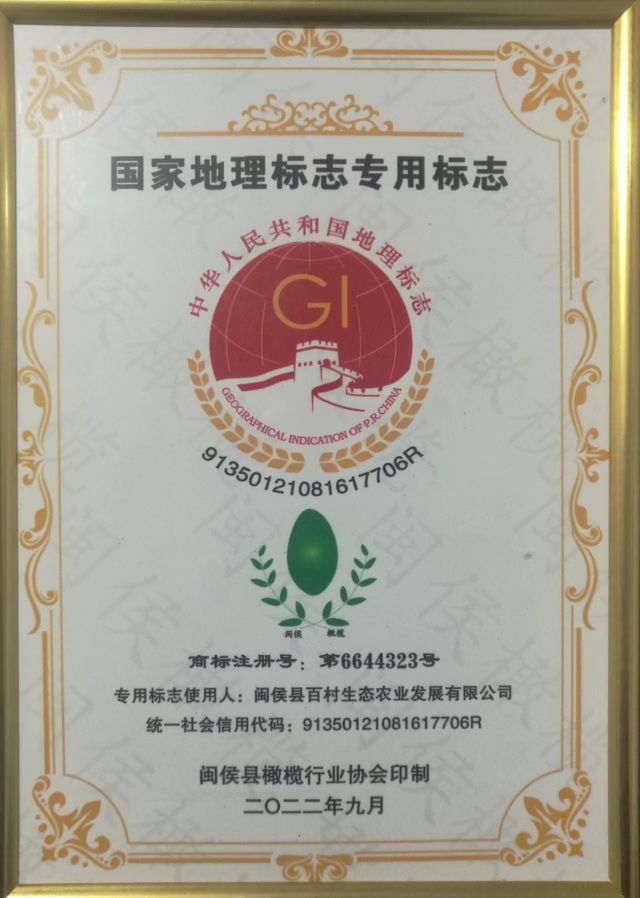 国家地理标志专用标志
中华人民共和国地理标志
GI
GEOGRAPHICAL INDICATION OF P.R.CHINA
91350121081617706R
闽侯 橄榄
商标注册号：第6644323号
专用标志使用人：闽侯县百村生态农业发展有限公司
统一社会信用代码：91350121081617706R
闽侯县橄榄行业协会印制
二〇二二年九月